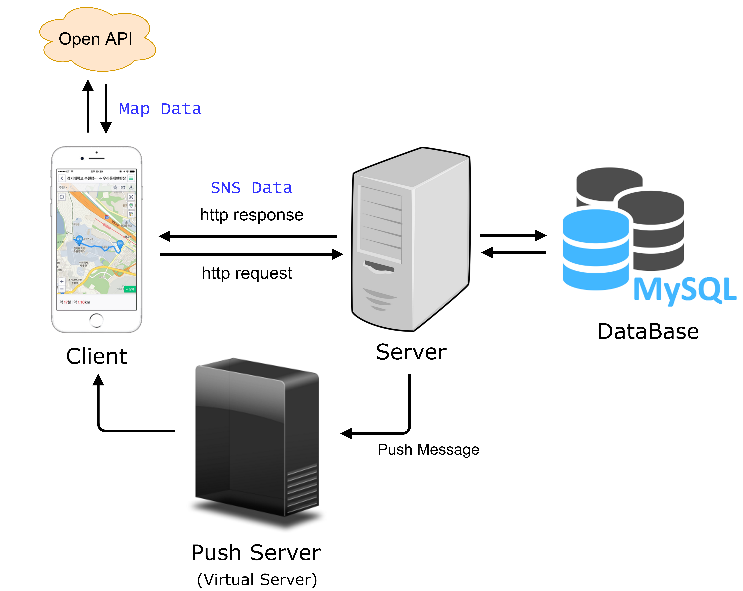 Open API
Map Data
SNS Data
http response
http request
MySQL
DataBase
Client
Server
Push Message
Push Server
(Virtual Server)